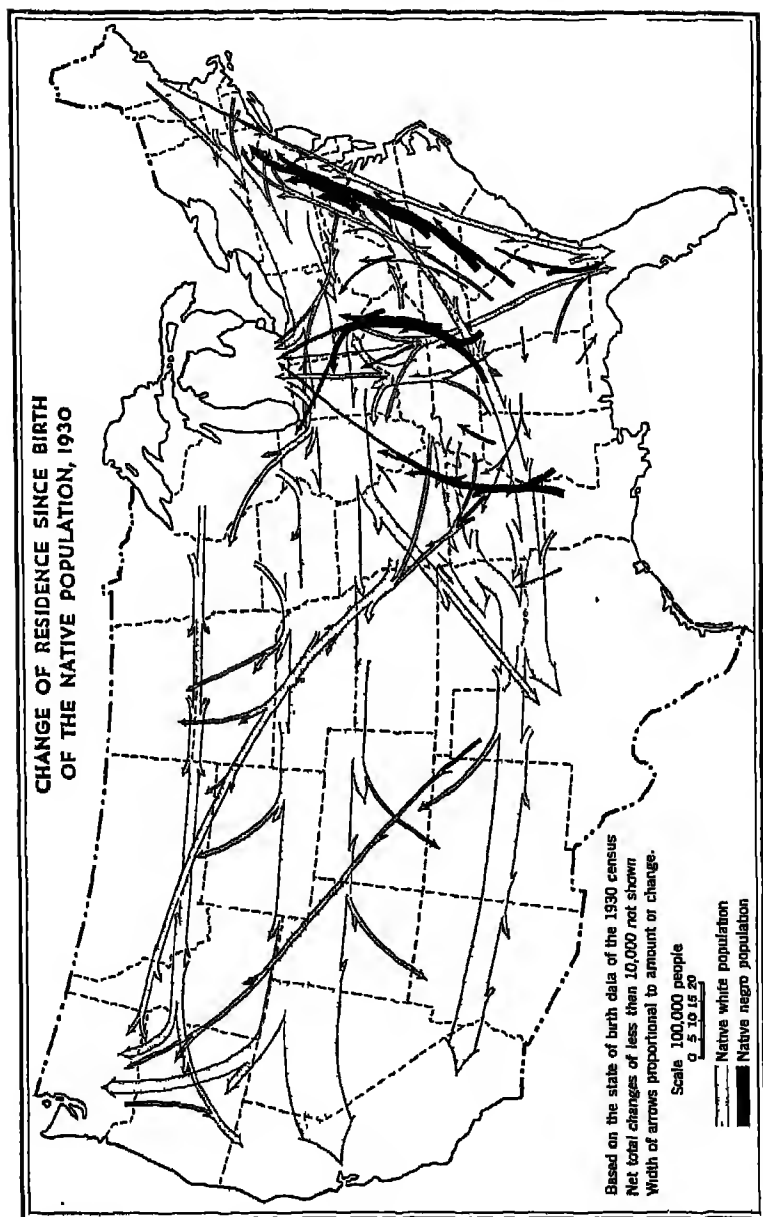 CHANGE OF RESIDENCE SINCE BIRTH
OF THE NATIVE POPULATION, 1930
Based on the state of birth data of the 1930 census
Net total changes of less than 10,000 not shown
Width of arrows proportional to amount of change.
Scale 100,000 people
0 5 10 15 20
Native white population
Native negro population